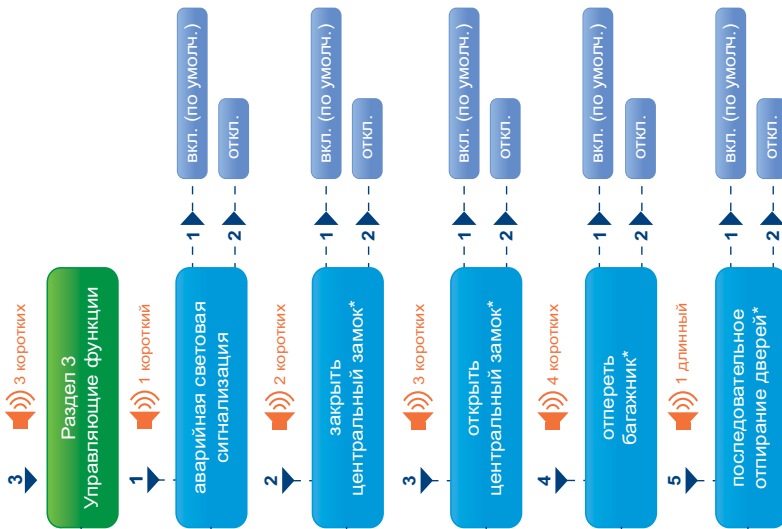 3
3 коротких
Раздел 3
Управляющие функции
1
1 короткий
аварийная световая
сигнализация
1
вкл. (по умолч.)
2
откл.
2
2 коротких
закрыть
центральный замок*
1
вкл. (по умолч.)
2
откл.
3
3 коротких
открыть
центральный замок*
1
вкл. (по умолч.)
2
откл.
4
4 коротких
отпереть
багажник*
1
вкл. (по умолч.)
2
откл.
5
1 длинный
последовательное
отпирание дверей*
1
вкл. (по умолч.)
2
откл.